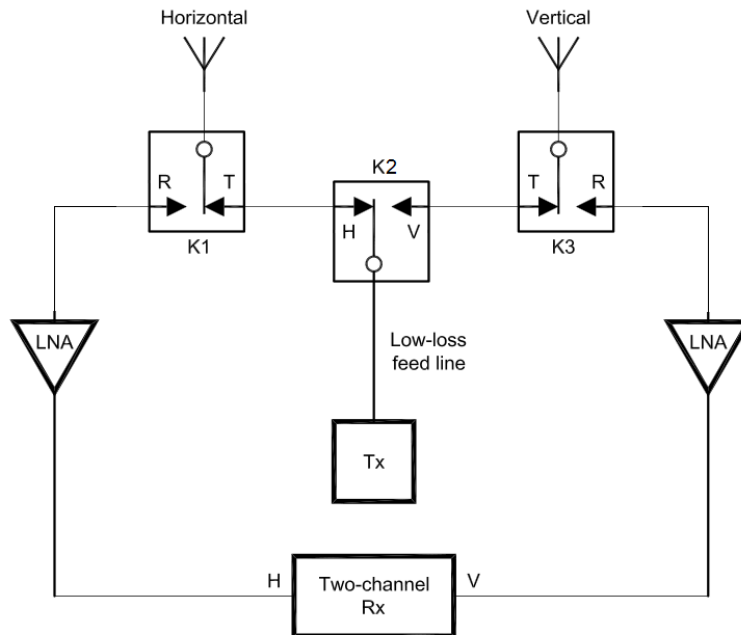 Horizontal
Vertical
K2
R T
T R
H V
K1
K3
LNA
LNA
Low-loss
feed line
Tx
H
Two-channel
Rx
V